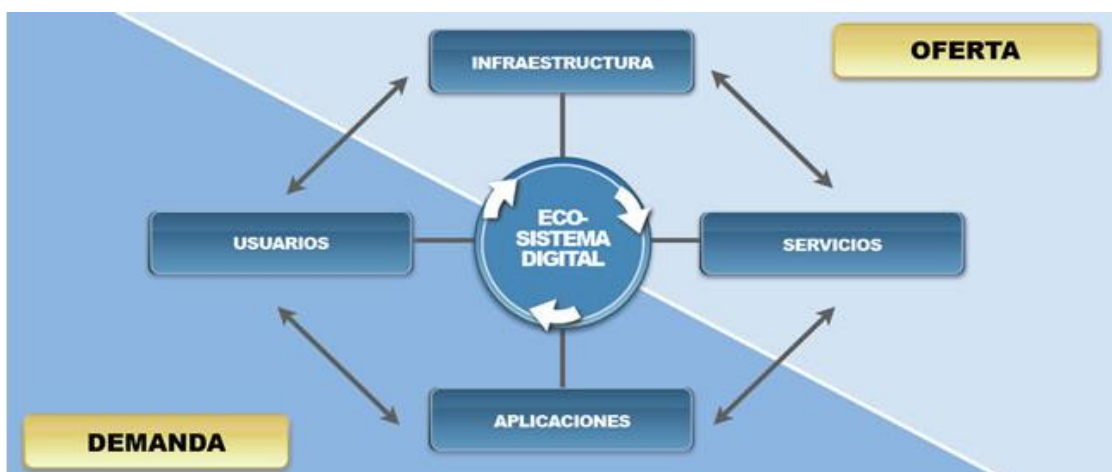 INFRAESTRUCTURA
OFERTA
USUARIOS
ECO-
SISTEMA
DIGITAL
SERVICIOS
APLICACIONES
DEMANDA